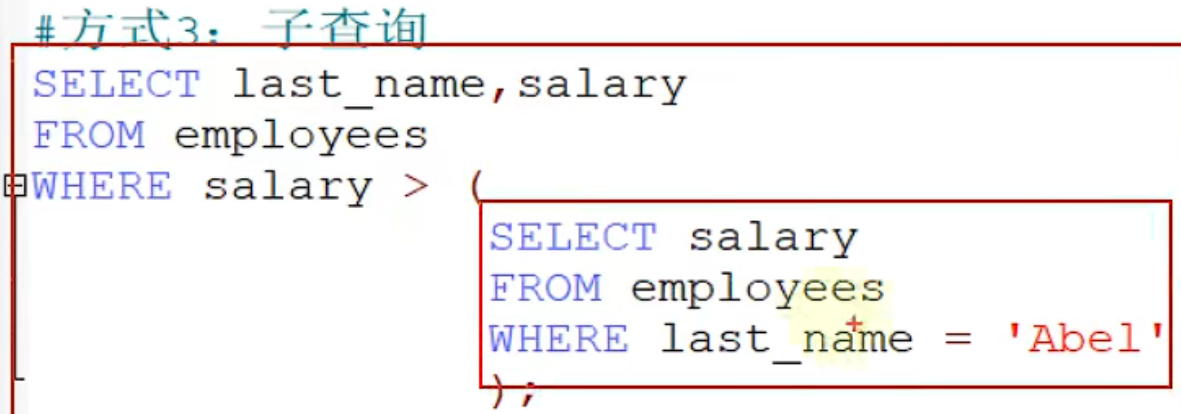 #方式3：子查询
SELECT last_name,salary
FROM employees
WHERE salary > (
SELECT salary
FROM employees
WHERE last_name = 'Abel'
);